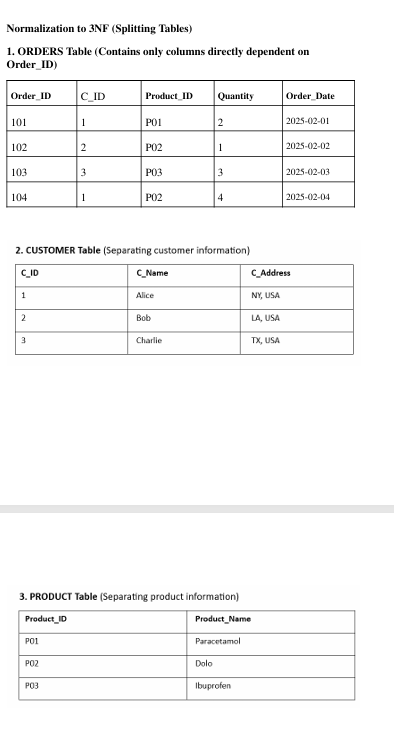 Normalization to 3NF (Splitting Tables)
1. ORDERS Table (Contains only columns directly dependent on
Order_ID)
Order_ID C_ID Product_ID Quantity Order_Date
101 1 P01 2 2025-02-01
102 2 P02 1 2025-02-02
103 3 P03 3 2025-02-03
104 1 P02 4 2025-02-04
2. CUSTOMER Table (Separating customer information)
C_ID C_Name C_Address
1 Alice NY, USA
2 Bob LA, USA
3 Charlie TX, USA
3. PRODUCT Table (Separating product information)
Product_ID Product_Name
P01 Paracetamol
P02 Dolo
P03 Ibuprofen